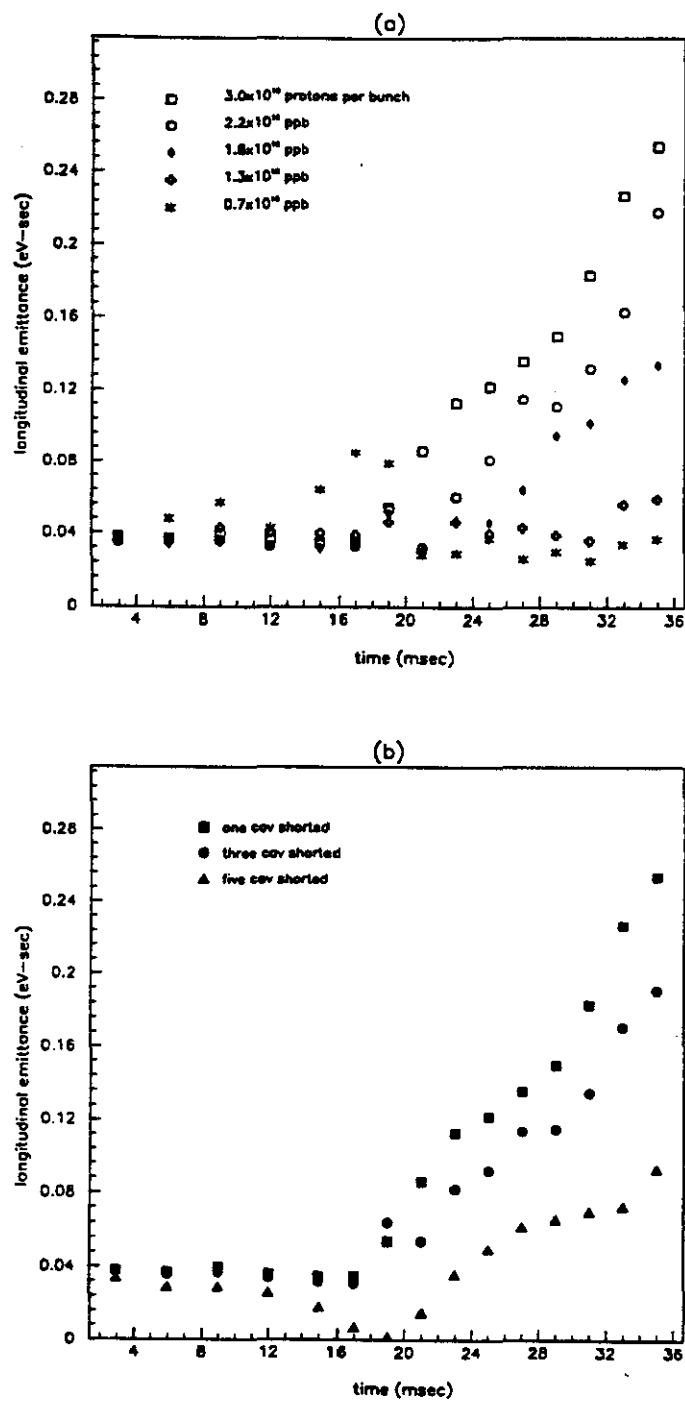 (a)
0.28
0.24
0.2
0.16
0.12
0.08
0.04
0
longitudinal emittance (eV-sec)
3.0x10¹⁰ protons per bunch
2.2x10¹⁰ ppb
1.8x10¹⁰ ppb
1.3x10¹⁰ ppb
0.7x10¹⁰ ppb
4 8 12 16 20 24 28 32 36
time (msec)
(b)
0.28
0.24
0.2
0.16
0.12
0.08
0.04
0
longitudinal emittance (eV-sec)
one cav shorted
three cav shorted
five cav shorted
4 8 12 16 20 24 28 32 36
time (msec)